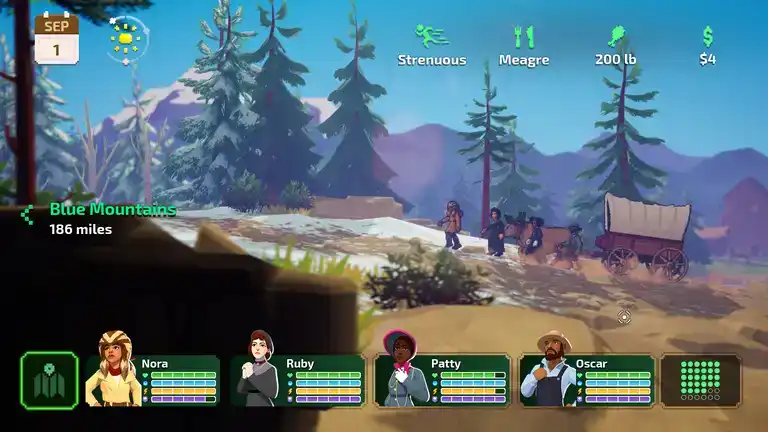 SEP
1
Strenuous
Meagre
200 lb
$4
Blue Mountains
186 miles
Nora
Ruby
Patty
Oscar